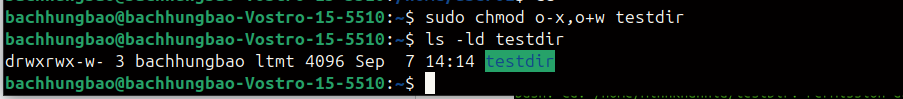 bachhungbao@bachhungbao-Vostro-15-5510:~$ sudo chmod o-x,o+w testdir
bachhungbao@bachhungbao-Vostro-15-5510:~$ ls -ld testdir
drwxrwx-w- 3 bachhungbao ltmt 4096 Sep  7 14:14 testdir
bachhungbao@bachhungbao-Vostro-15-5510:~$